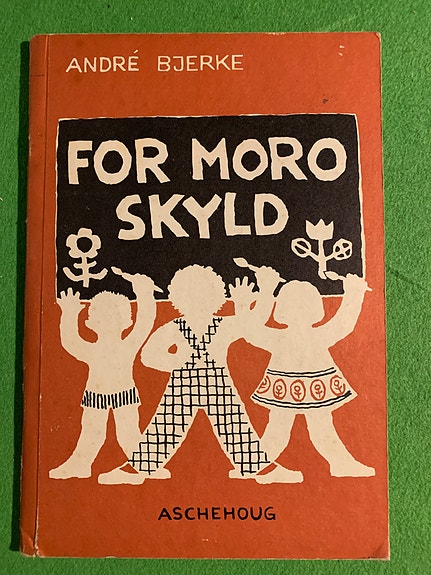 ANDRÉ BJERKE
FOR MORO
SKYLD
ASCHEHOUG